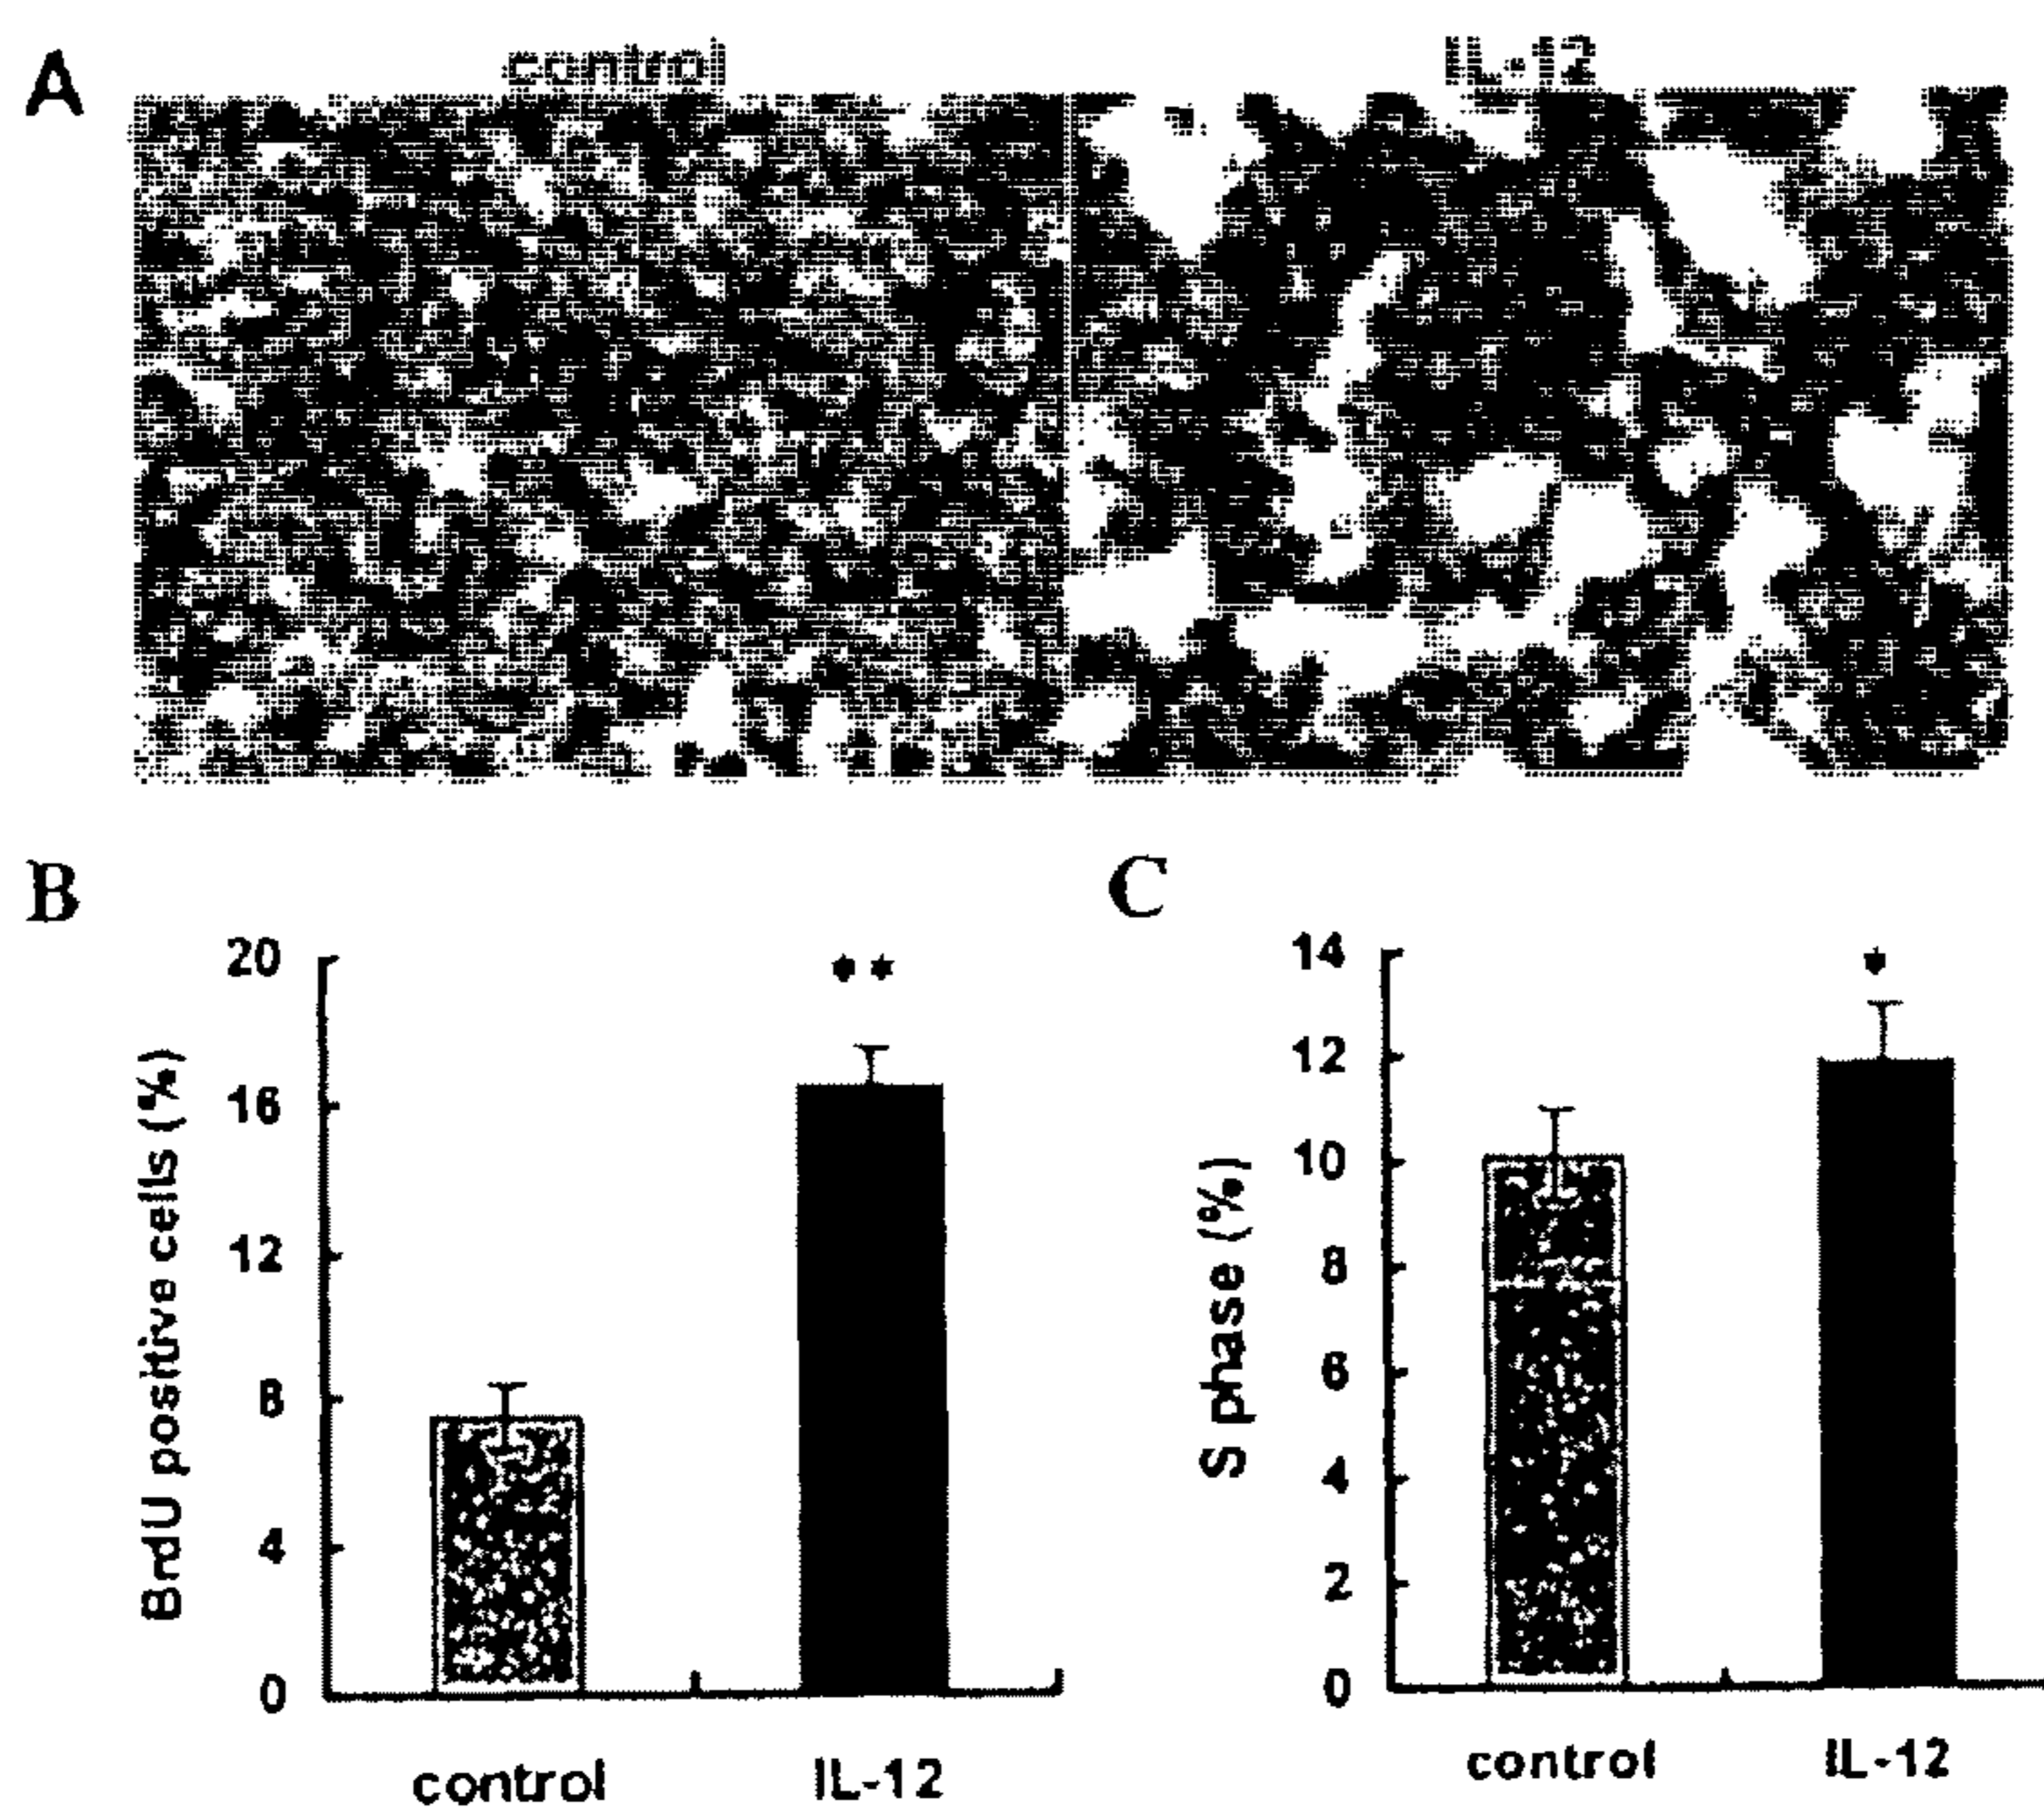 A
control
IL-12
B
C
BrdU positive cells (%)
20
16
12
8
4
0
**
control
IL-12
S phase (%)
14
12
10
8
6
4
2
0
*
control
IL-12